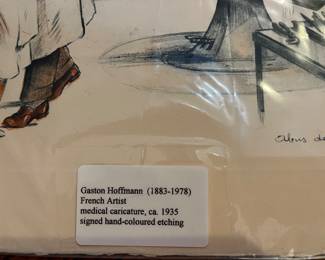 Gaston Hoffmann (1883-1978)
French Artist
medical caricature, ca. 1935
signed hand-coloured etching